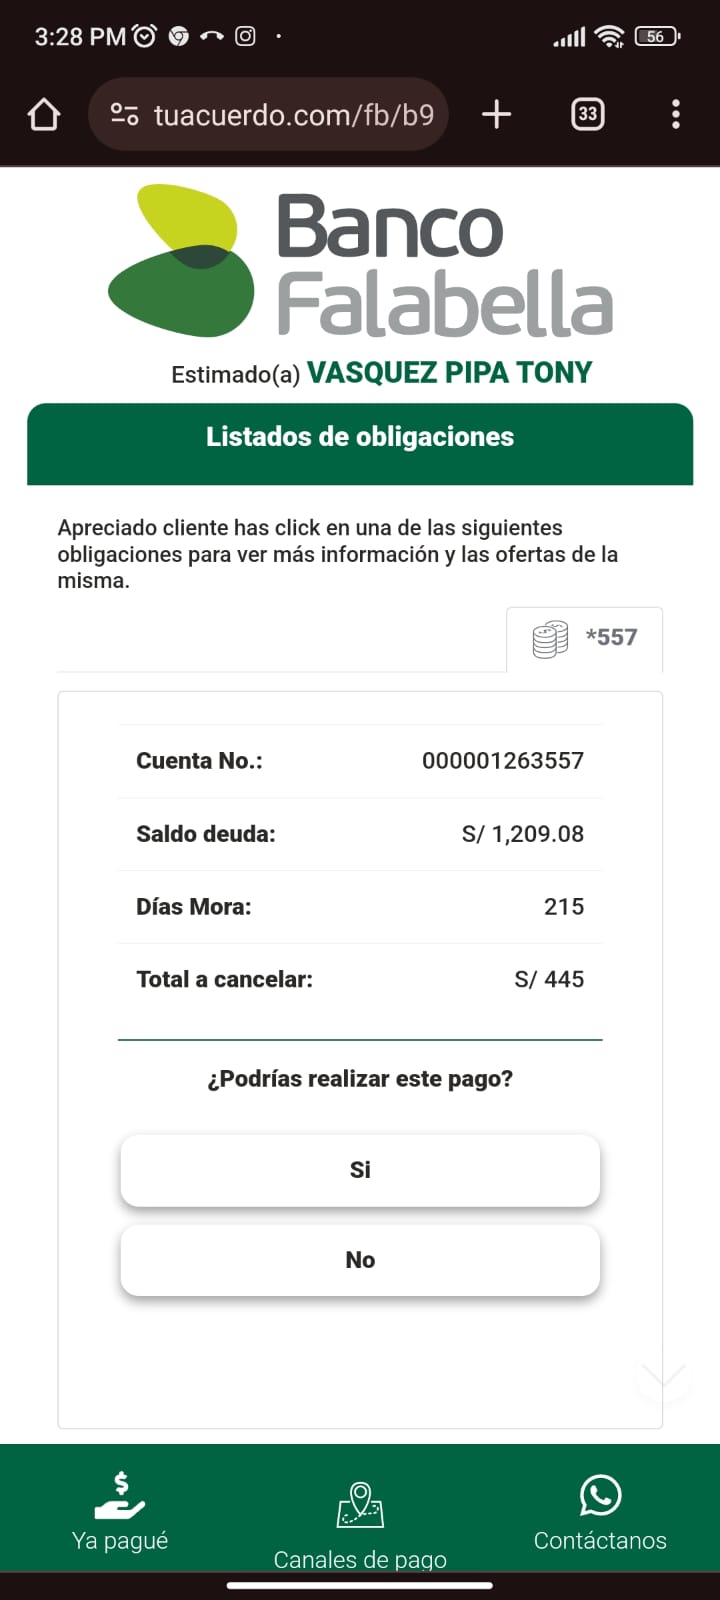 3:28 PM
56
tuacuerdo.com/fb/b9
33
Banco
Falabella
Estimado(a) VASQUEZ PIPA TONY
Listados de obligaciones
Apreciado cliente has click en una de las siguientes
obligaciones para ver más información y las ofertas de la
misma.
*557
Cuenta No.: 000001263557
Saldo deuda: S/ 1,209.08
Días Mora: 215
Total a cancelar: S/ 445
¿Podrías realizar este pago?
Si
No
Ya pagué
Canales de pago
Contáctanos